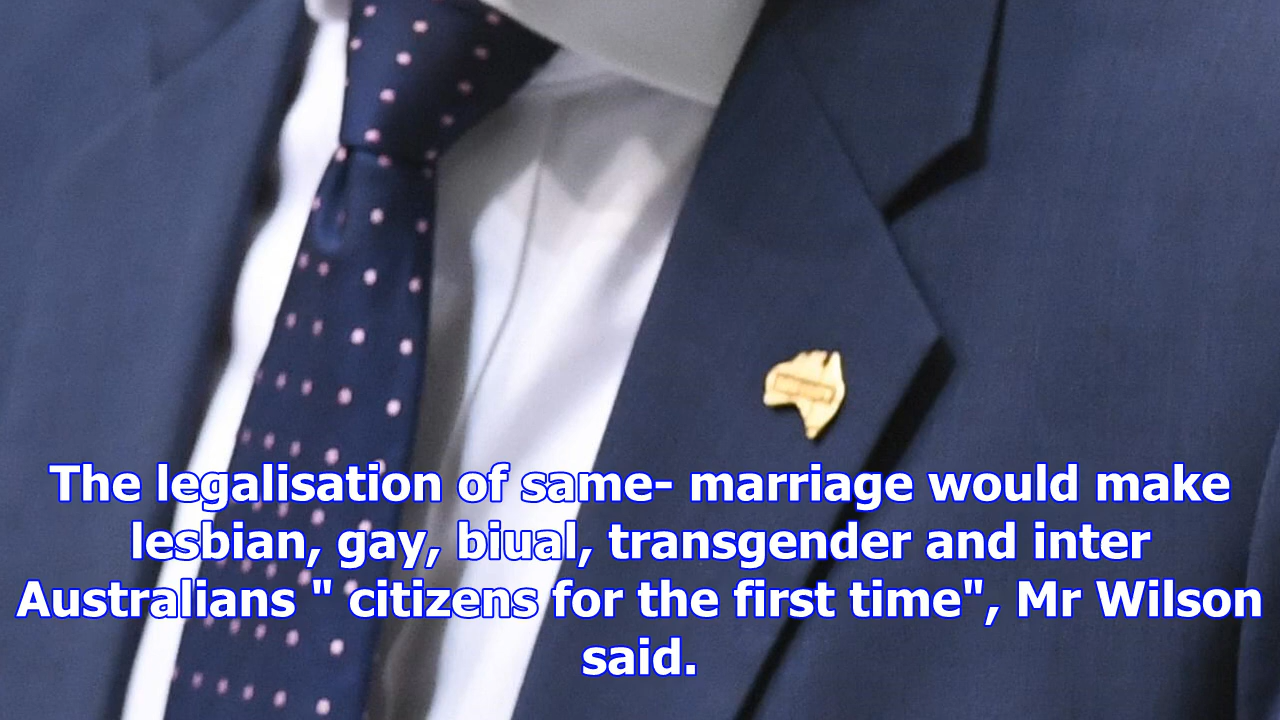 The legalisation of same- marriage would make
lesbian, gay, biual, transgender and inter
Australians " citizens for the first time", Mr Wilson
said.